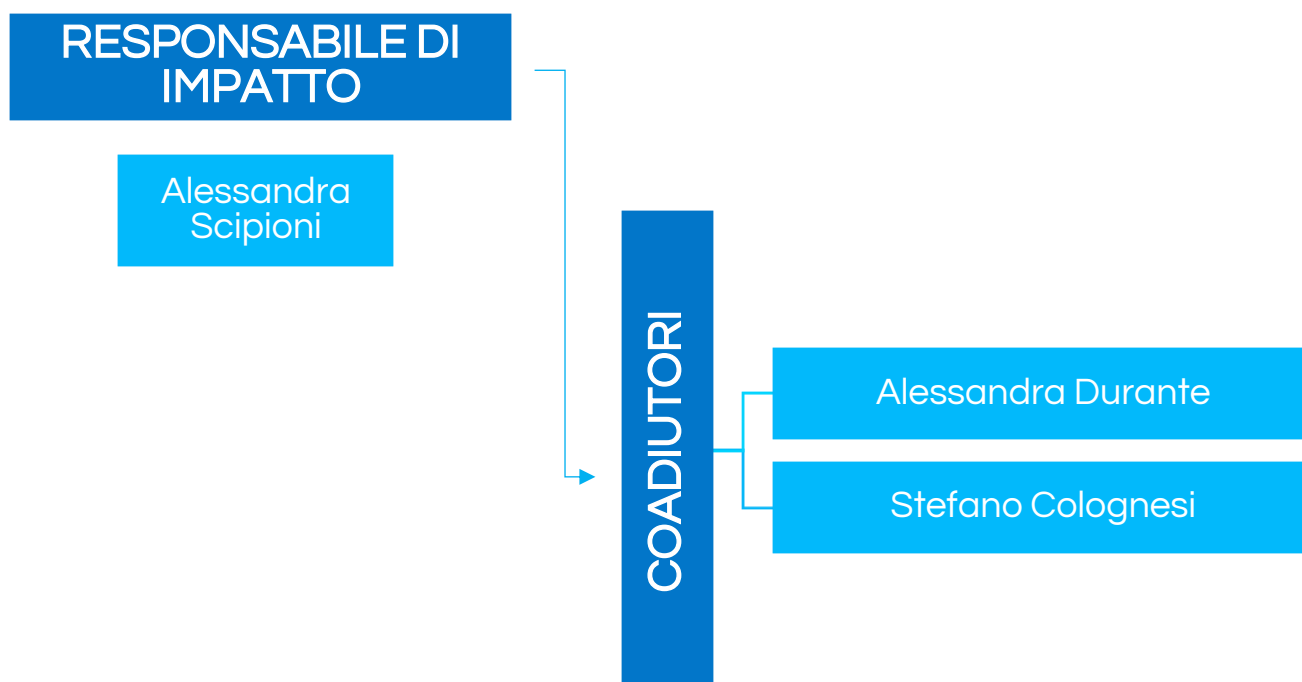 RESPONSABILE DI
IMPATTO
Alessandra
Scipioni
COADIUTORI
Alessandra Durante
Stefano Colognesi